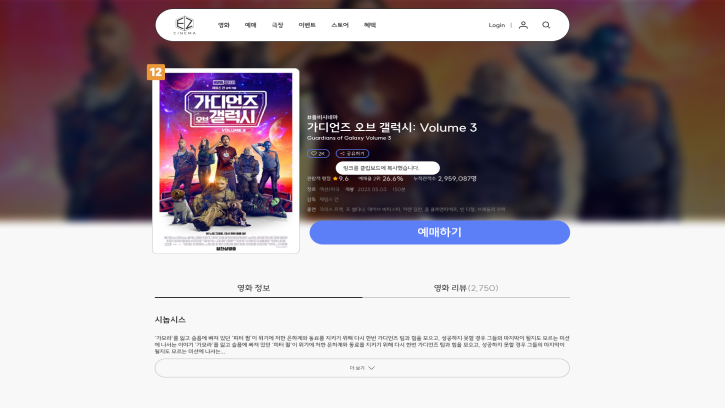 EZ
CINEMA
영화
예매
극장
이벤트
스토어
혜택
Login
12
가디언즈
오브 갤럭시
VOLUME 3
#플비시네마
가디언즈 오브 갤럭시: Volume 3
Guardians of Galaxy Volume 3
2K
공유하기
링크를 클립보드에 복사했습니다.
관람객 평점 9.6
예매율 2위 26.6%
누적관객수 2,959,087명
장르 액션/마크 개봉 2023.05.03 150분
감독 제임스 건
예매하기
영화 정보
영화 리뷰(2,750)
시놉시스
'가모라'를 잃고 슬픔에 빠져 있던 '피터 퀼'이 위기에 처한 은하계와 동료를 지키기 위해 다시 한번 가디언즈 팀과 힘을 모으고, 성공하지 못할 경우 그들의 마지막이 될지도 모르는 미션
에 나서는 이야기 '가모라'를 잃고 슬픔에 빠져 있던 '피터 퀼'이 위기에 처한 은하계와 동료를 지키기 위해 다시 한번 가디언즈 팀과 힘을 모으고, 성공하지 못할 경우 그들의 마지막이
될지도 모르는 미션에 나서는...
더 보기